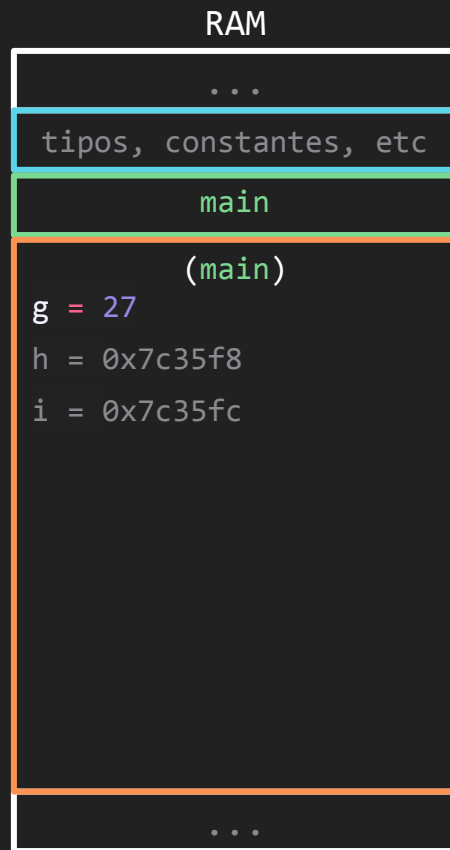 RAM
...
tipos, constantes, etc
main
(main)
g = 27
h = 0x7c35f8
i = 0x7c35fc
...